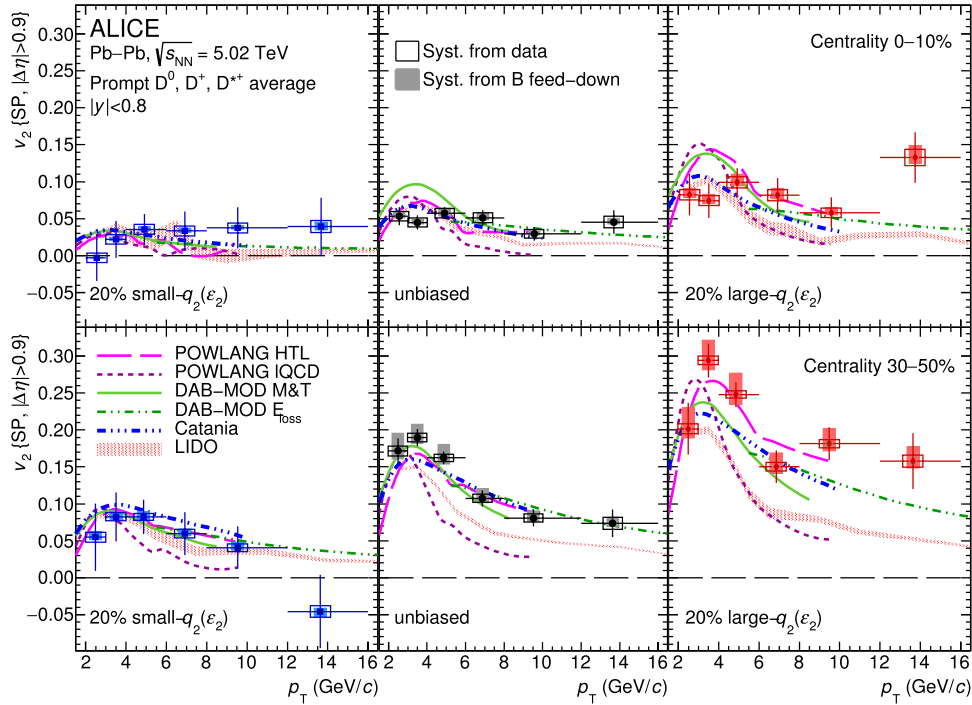 ALICE
Pb–Pb, √s_NN = 5.02 TeV
Prompt D⁰, D⁺, D*⁺ average
|y|<0.8
Syst. from data
Syst. from B feed–down
Centrality 0–10%
v₂ {SP, |Δη|>0.9}
0.30
0.25
0.20
0.15
0.10
0.05
0.00
−0.05
20% small-q₂(ε₂)
unbiased
20% large-q₂(ε₂)
POWLANG HTL
POWLANG lQCD
DAB-MOD M&T
DAB-MOD E_loss
Catania
LIDO
Centrality 30–50%
v₂ {SP, |Δη|>0.9}
0.30
0.25
0.20
0.15
0.10
0.05
0.00
−0.05
20% small-q₂(ε₂)
unbiased
20% large-q₂(ε₂)
2 4 6 8 10 12 14 16
2 4 6 8 10 12 14 16
2 4 6 8 10 12 14 16
p_T (GeV/c)
p_T (GeV/c)
p_T (GeV/c)